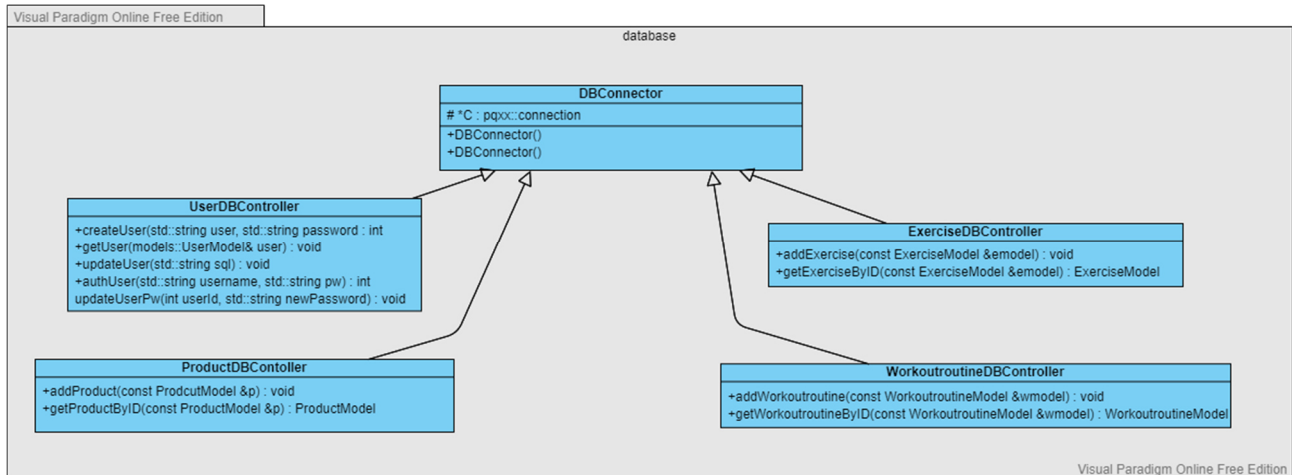 Visual Paradigm Online Free Edition
database
DBConnector
# *C : pqxx::connection
+DBConnector()
+DBConnector()
UserDBController
+createUser(std::string user, std::string password : int
+getUser(models::UserModel& user) : void
+updateUser(std::string sql) : void
+authUser(std::string username, std::string pw) : int
updateUserPw(int userId, std::string newPassword) : void
ExerciseDBController
+addExercise(const ExerciseModel &emodel) : void
+getExerciseByID(const ExerciseModel &emodel) : ExerciseModel
ProductDBContoller
+addProduct(const ProdcutModel &p) : void
+getProductByID(const ProductModel &p) : ProductModel
WorkoutroutineDBController
+addWorkoutroutine(const WorkoutroutineModel &wmodel) : void
+getWorkoutroutineByID(const WorkoutroutineModel &wmodel) : WorkoutroutineModel
Visual Paradigm Online Free Edition